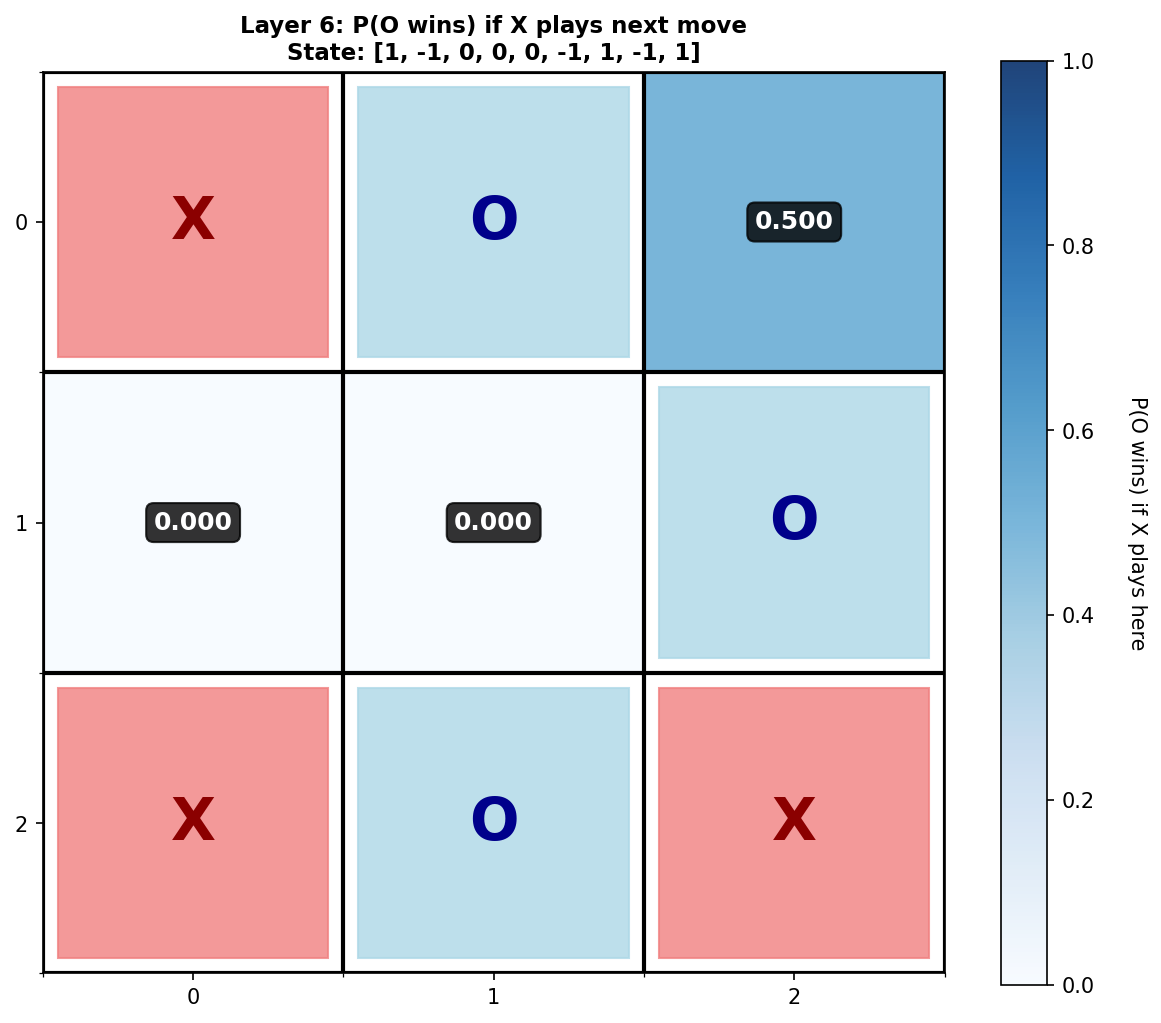 Layer 6: P(O wins) if X plays next move
State: [1, -1, 0, 0, 0, -1, 1, -1, 1]
0
X
O
0.500
1
0.000
0.000
O
2
X
O
X
0
1
2
1.0
0.8
0.6
0.4
0.2
0.0
P(O wins) if X plays here